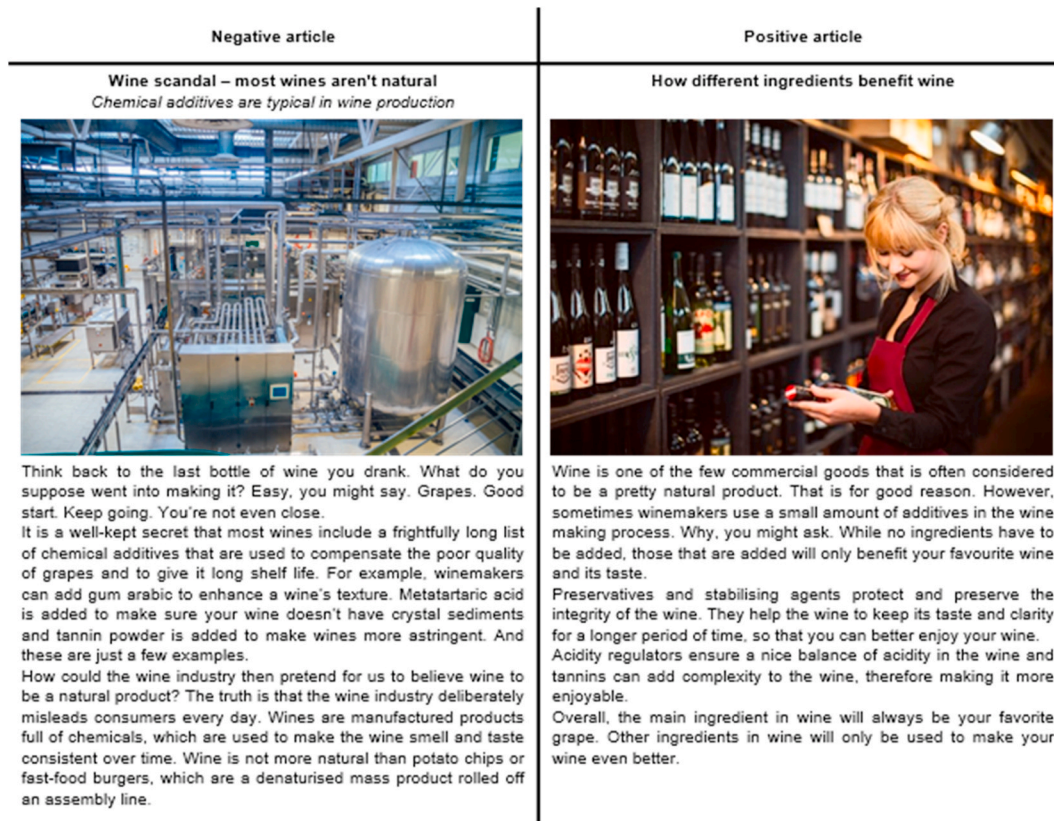 Negative article
Wine scandal – most wines aren't natural
Chemical additives are typical in wine production
Think back to the last bottle of wine you drank. What do you
suppose went into making it? Easy, you might say. Grapes. Good
start. Keep going. You're not even close.
It is a well-kept secret that most wines include a frightfully long list
of chemical additives that are used to compensate the poor quality
of grapes and to give it long shelf life. For example, winemakers
can add gum arabic to enhance a wine's texture. Metatartaric acid
is added to make sure your wine doesn't have crystal sediments
and tannin powder is added to make wines more astringent. And
these are just a few examples.
How could the wine industry then pretend for us to believe wine to
be a natural product? The truth is that the wine industry deliberately
misleads consumers every day. Wines are manufactured products
full of chemicals, which are used to make the wine smell and taste
consistent over time. Wine is not more natural than potato chips or
fast-food burgers, which are a denaturised mass product rolled off
an assembly line.
Positive article
How different ingredients benefit wine
Wine is one of the few commercial goods that is often considered
to be a pretty natural product. That is for good reason. However,
sometimes winemakers use a small amount of additives in the wine
making process. Why, you might ask. While no ingredients have to
be added, those that are added will only benefit your favourite wine
and its taste.
Preservatives and stabilising agents protect and preserve the
integrity of the wine. They help the wine to keep its taste and clarity
for a longer period of time, so that you can better enjoy your wine.
Acidity regulators ensure a nice balance of acidity in the wine and
tannins can add complexity to the wine, therefore making it more
enjoyable.
Overall, the main ingredient in wine will always be your favorite
grape. Other ingredients in wine will only be used to make your
wine even better.